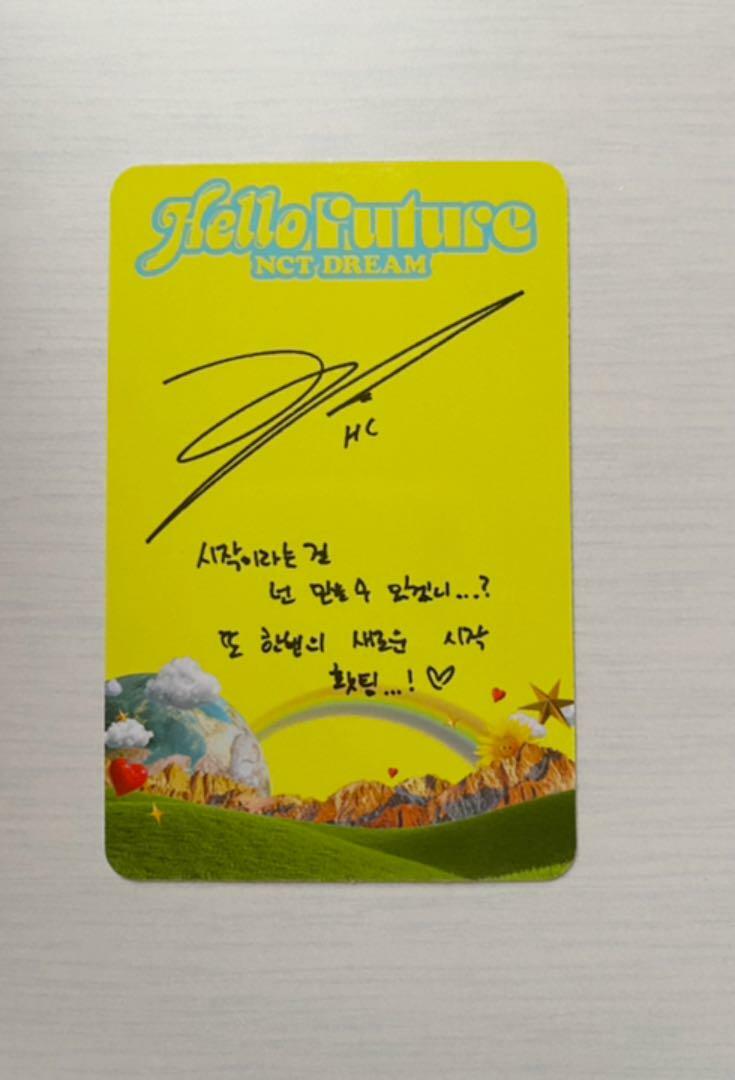 Hello Future
NCT DREAM
HC
시작이라는 걸
넌 믿을 수 있겠니...?
또 한번의 새로운 시작
홧팅...! ♡